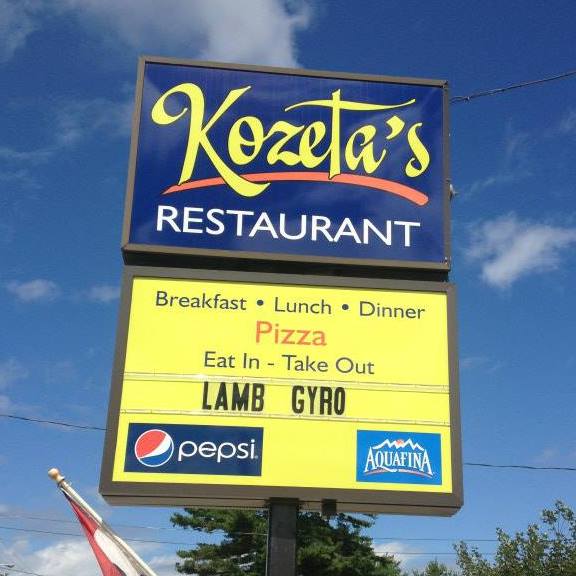 Kozeta's
RESTAURANT
Breakfast • Lunch • Dinner
Pizza
Eat In - Take Out
LAMB GYRO
pepsi
AQUAFINA